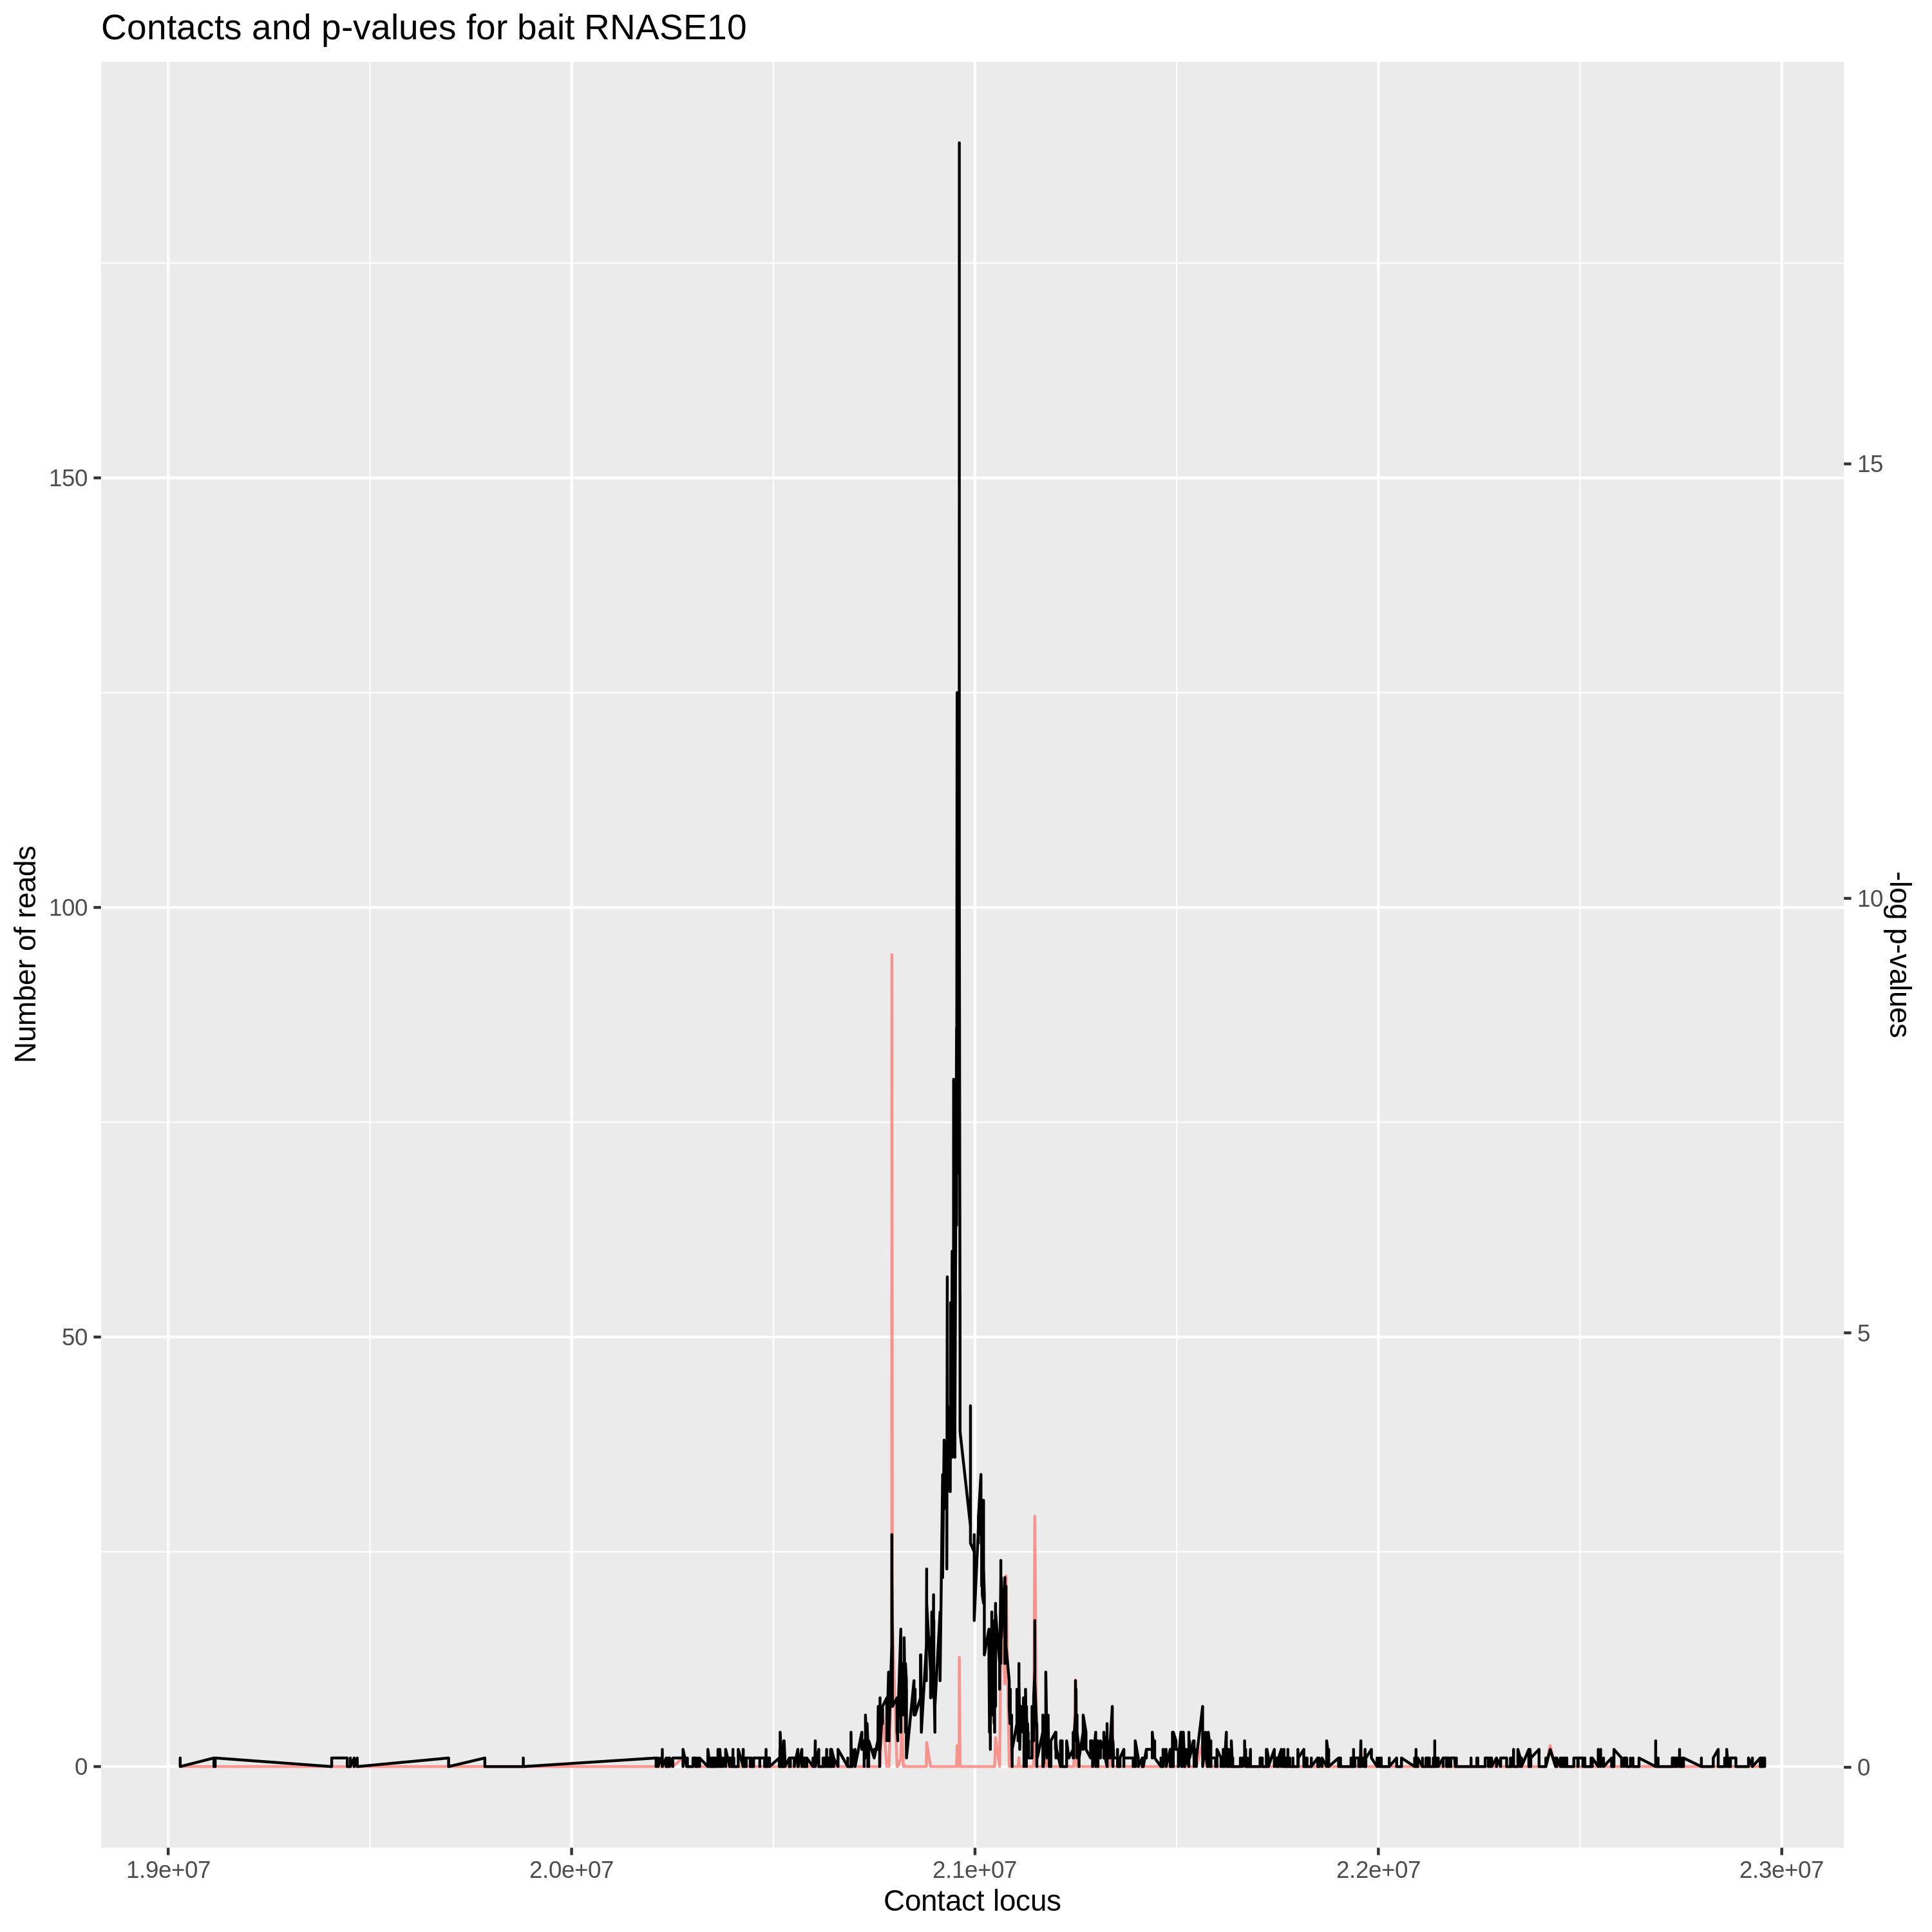 Contacts and p-values for bait RNASE10
Number of reads
150
100
50
0
15
10
5
0
-log p-values
1.9e+07
2.0e+07
2.1e+07
2.2e+07
2.3e+07
Contact locus